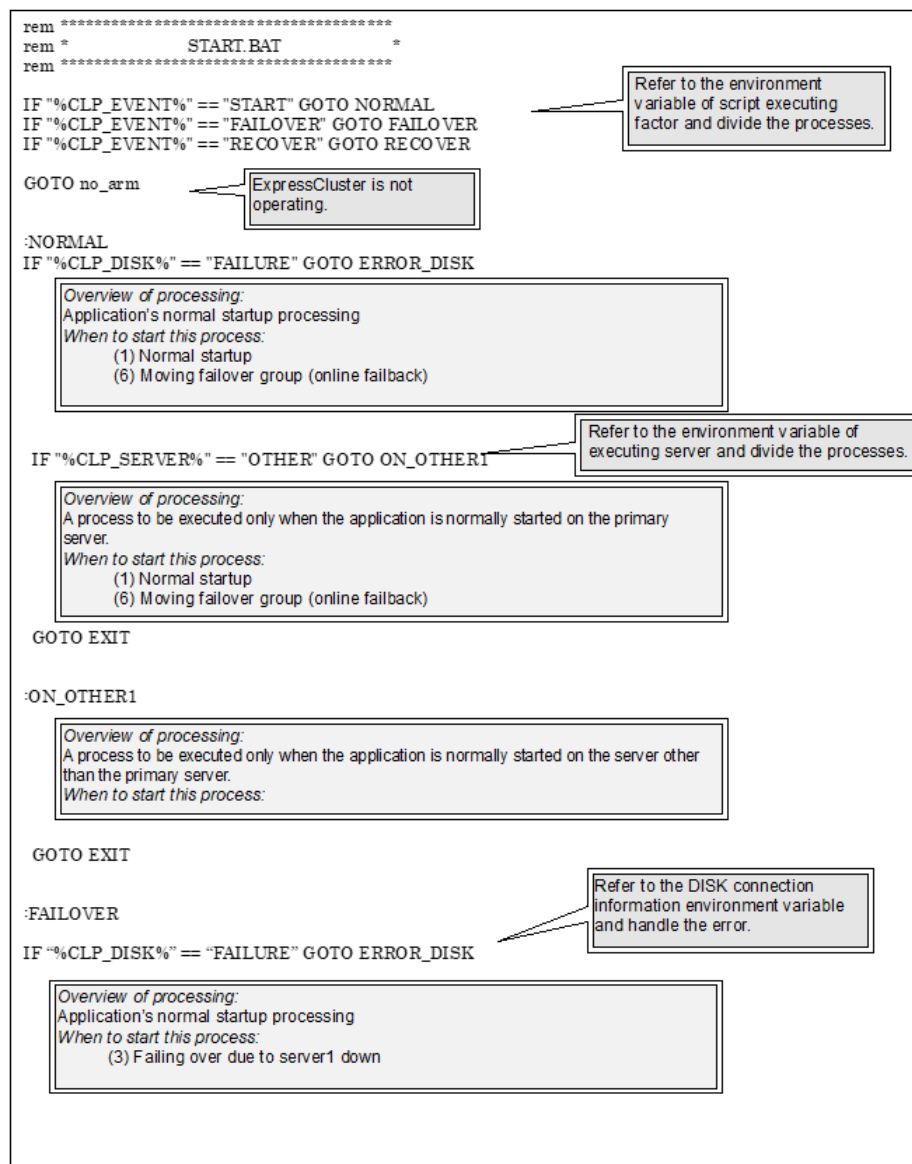 rem ***************************************
rem * START.BAT *
rem ***************************************
IF "%CLP_EVENT%" == "START" GOTO NORMAL
IF "%CLP_EVENT%" == "FAILOVER" GOTO FAILOVER
IF "%CLP_EVENT%" == "RECOVER" GOTO RECOVER
Refer to the environment
variable of script executing
factor and divide the processes.
GOTO no_arm
ExpressCluster is not
operating.
:NORMAL
IF "%CLP_DISK%" == "FAILURE" GOTO ERROR_DISK
Overview of processing:
Application's normal startup processing
When to start this process:
(1) Normal startup
(6) Moving failover group (online failback)
Refer to the environment variable of
executing server and divide the processes.
IF "%CLP_SERVER%" == "OTHER" GOTO ON_OTHER1
Overview of processing:
A process to be executed only when the application is normally started on the primary
server.
When to start this process:
(1) Normal startup
(6) Moving failover group (online failback)
GOTO EXIT
:ON_OTHER1
Overview of processing:
A process to be executed only when the application is normally started on the server other
than the primary server.
When to start this process:
GOTO EXIT
Refer to the DISK connection
information environment variable
and handle the error.
:FAILOVER
IF “%CLP_DISK%” == “FAILURE” GOTO ERROR_DISK
Overview of processing:
Application's normal startup processing
When to start this process:
(3) Failing over due to server1 down